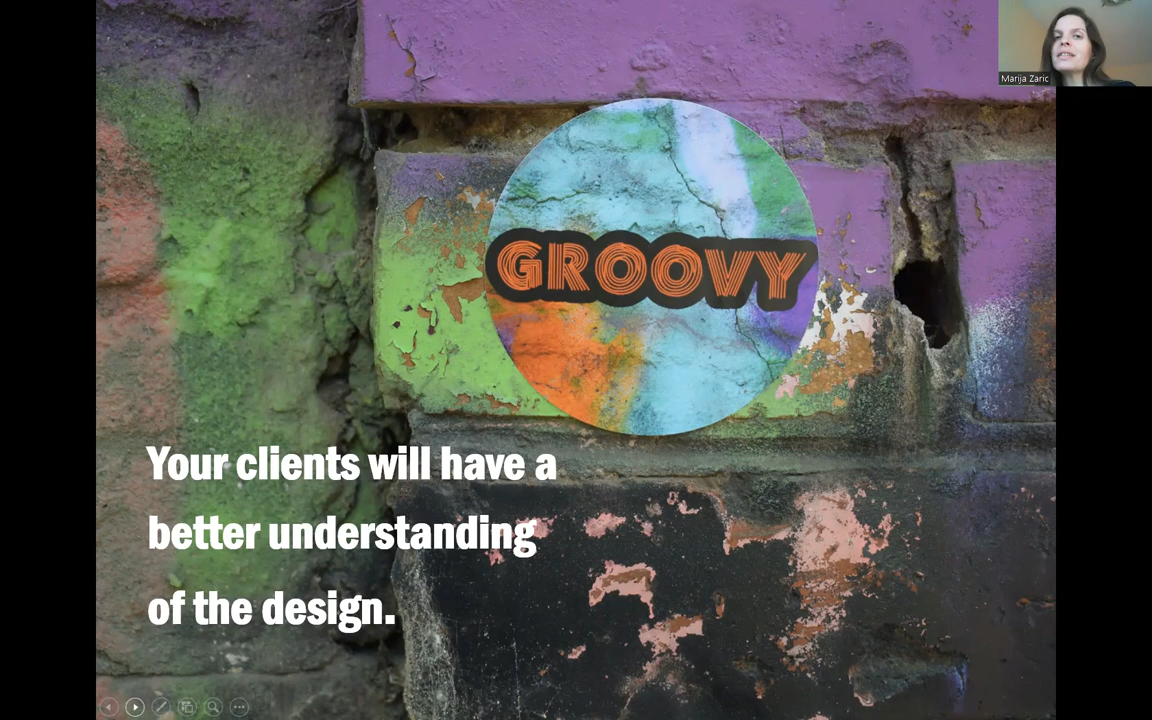 Marija Zaric
GROOVY
Your clients will have a
better understanding
of the design.